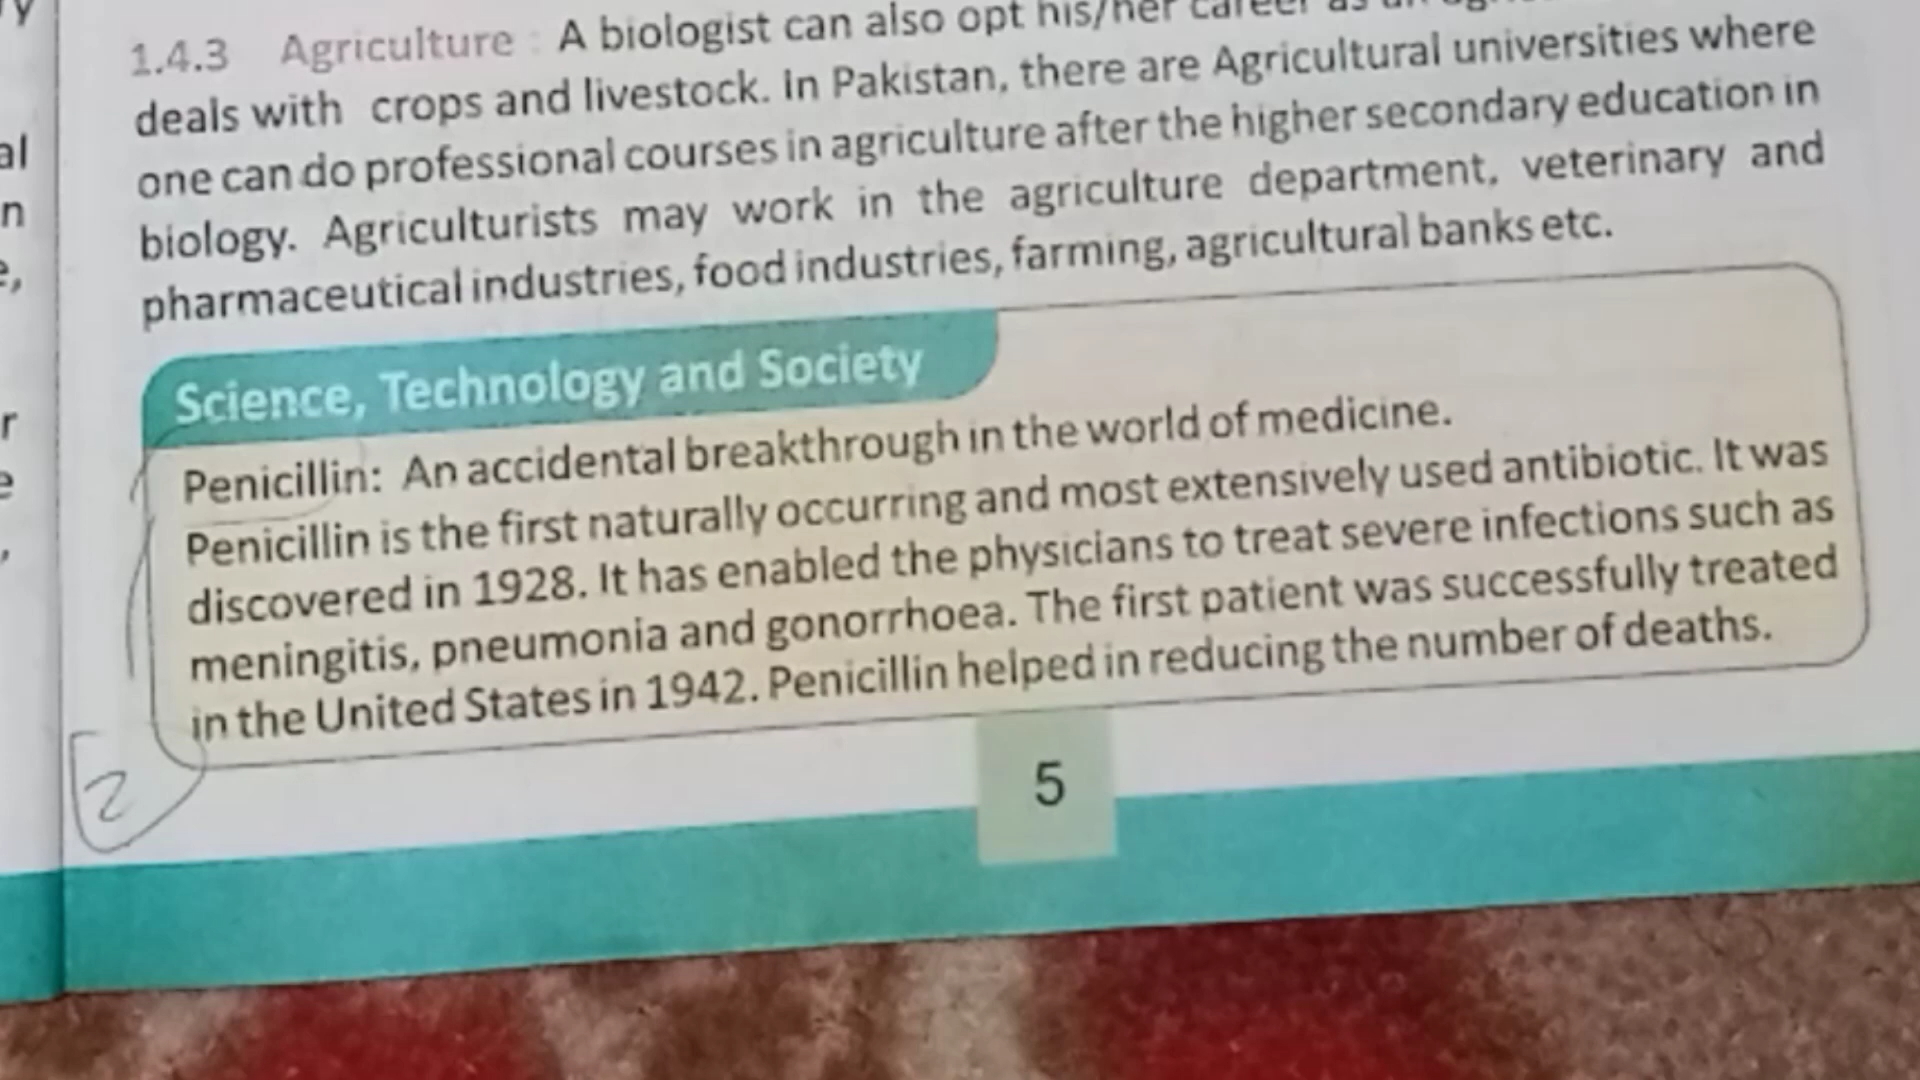 y
1.4.3 Agriculture : A biologist can also opt his/her career as an
deals with crops and livestock. In Pakistan, there are Agricultural universities where
one can do professional courses in agriculture after the higher secondary education in
biology. Agriculturists may work in the agriculture department, veterinary and
pharmaceutical industries, food industries, farming, agricultural banks etc.
al
n
e,
r
e
,
Science, Technology and Society
Penicillin: An accidental breakthrough in the world of medicine.
Penicillin is the first naturally occurring and most extensively used antibiotic. It was
discovered in 1928. It has enabled the physicians to treat severe infections such as
meningitis, pneumonia and gonorrhoea. The first patient was successfully treated
in the United States in 1942. Penicillin helped in reducing the number of deaths.
2
5